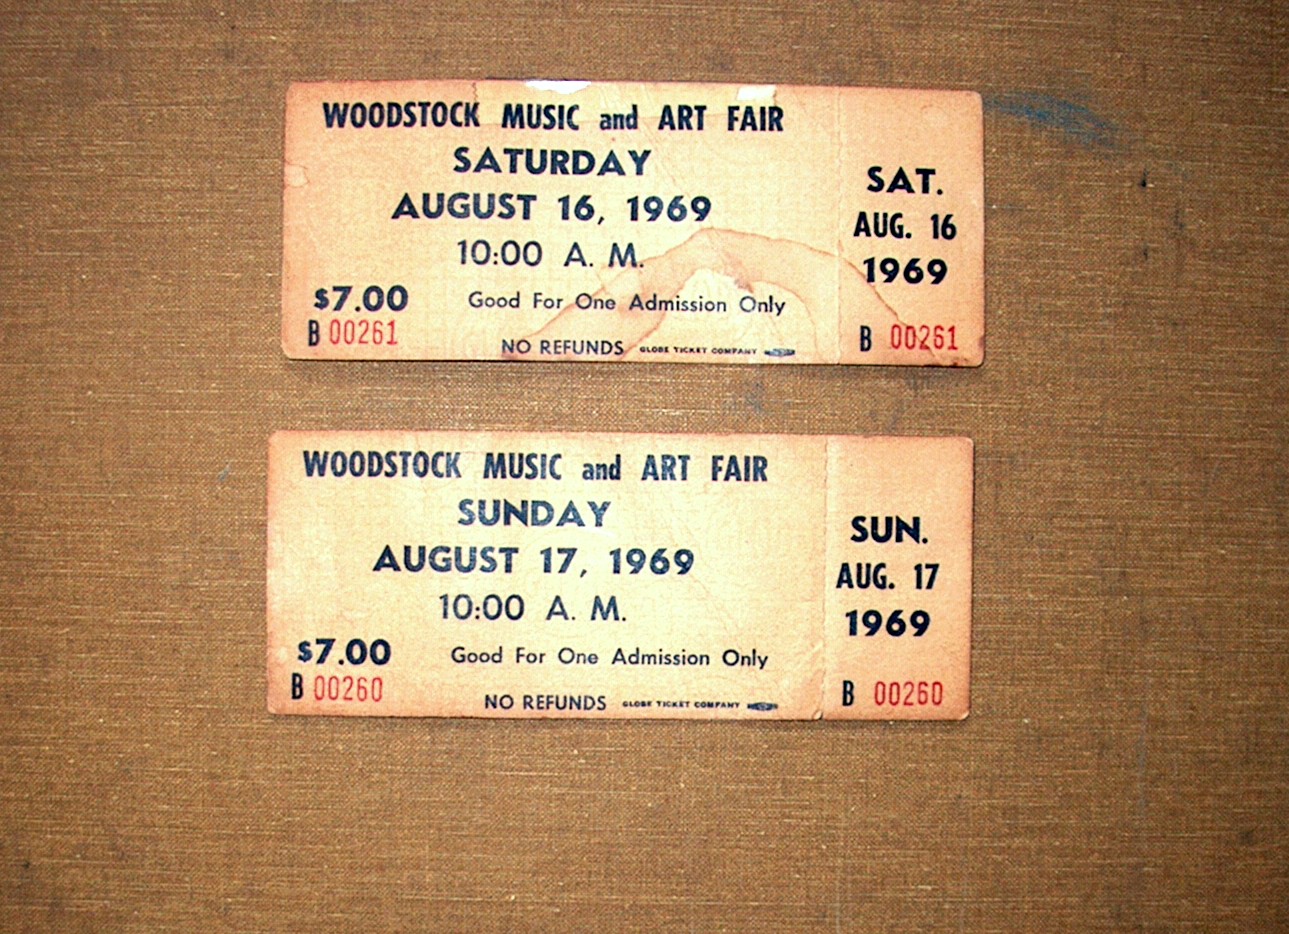 WOODSTOCK MUSIC and ART FAIR
SATURDAY
AUGUST 16, 1969
10:00 A. M.
$7.00
Good For One Admission Only
B 00261
NO REFUNDS GLOBE TICKET COMPANY
SAT.
AUG. 16
1969
B 00261
WOODSTOCK MUSIC and ART FAIR
SUNDAY
AUGUST 17, 1969
10:00 A. M.
$7.00
Good For One Admission Only
B 00260
NO REFUNDS GLOBE TICKET COMPANY
SUN.
AUG. 17
1969
B 00260